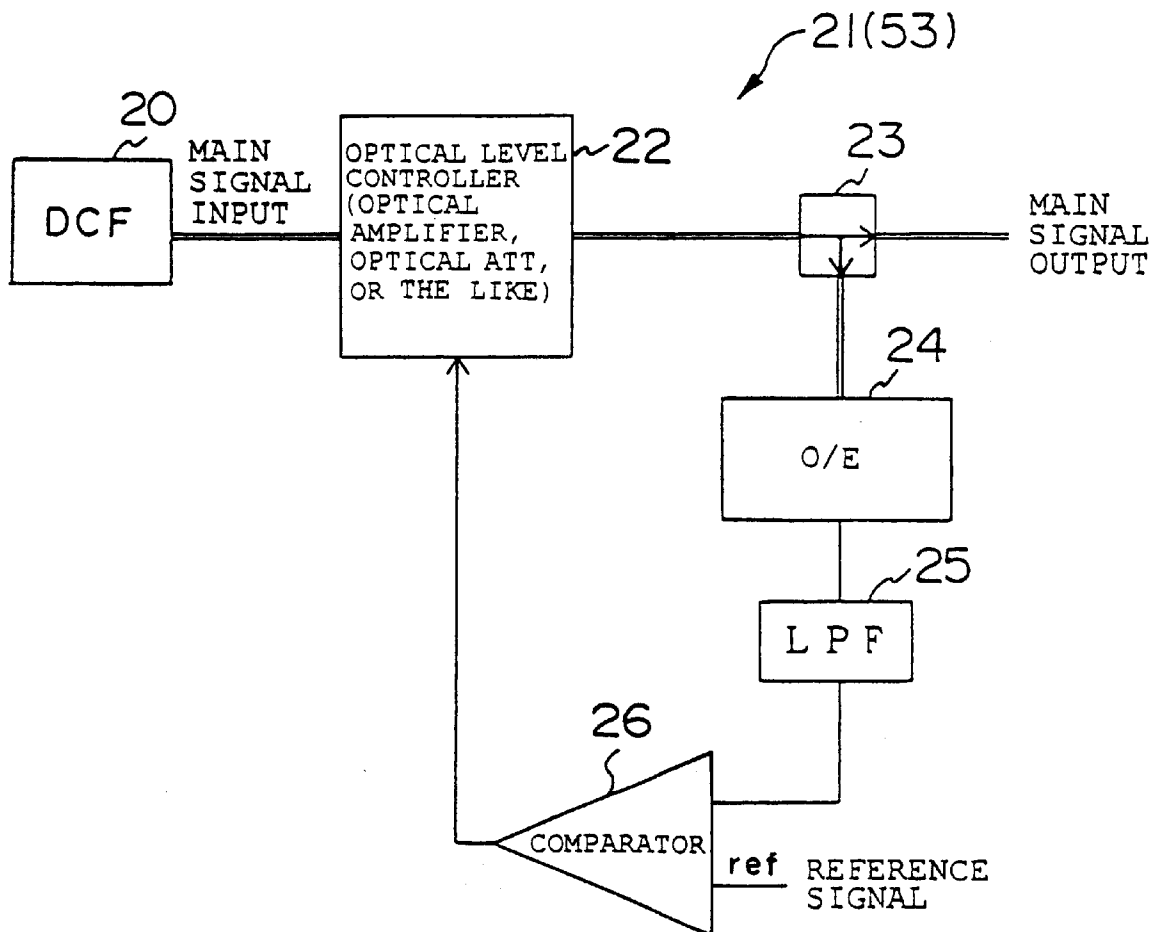 21(53)
20
DCF
MAIN
SIGNAL
INPUT
OPTICAL LEVEL
CONTROLLER
(OPTICAL
AMPLIFIER,
OPTICAL ATT,
OR THE LIKE)
22
23
MAIN
SIGNAL
OUTPUT
24
O/E
25
LPF
26
COMPARATOR
ref
REFERENCE
SIGNAL